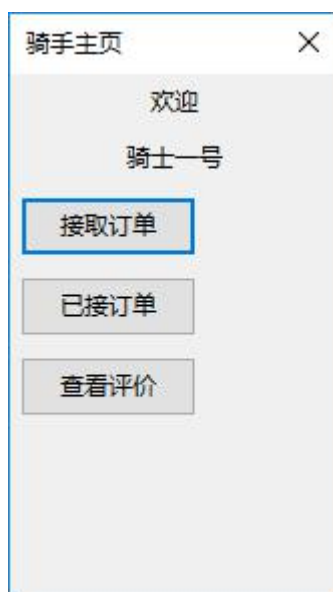 骑手主页
欢迎
骑士一号
接取订单
已接订单
查看评价